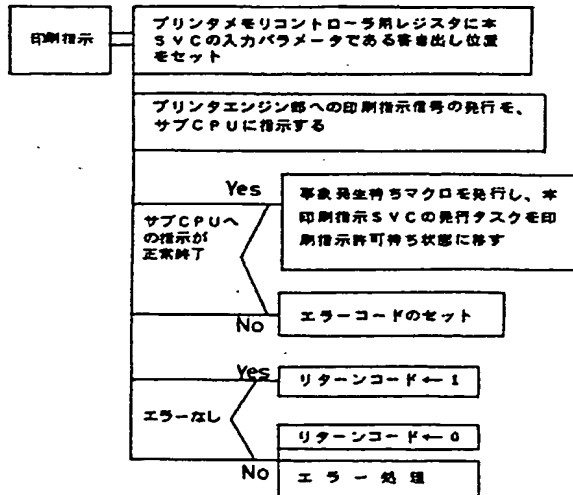 印刷指示
プリンタメモリコントローラ用レジスタに本
SVCの入力パラメータである書き出し位置
をセット
プリンタエンジン部への印刷指示信号の発行を、
サブCPUに指示する
サブCPUへ
の指示が
正常終了
Yes
事象発生待ちマクロを発行し、本
印刷指示SVCの発行タスクを印
刷指示許可待ち状態に移す
No
エラーコードのセット
エラーなし
Yes
リターンコード←1
リターンコード←0
No
エラー処理